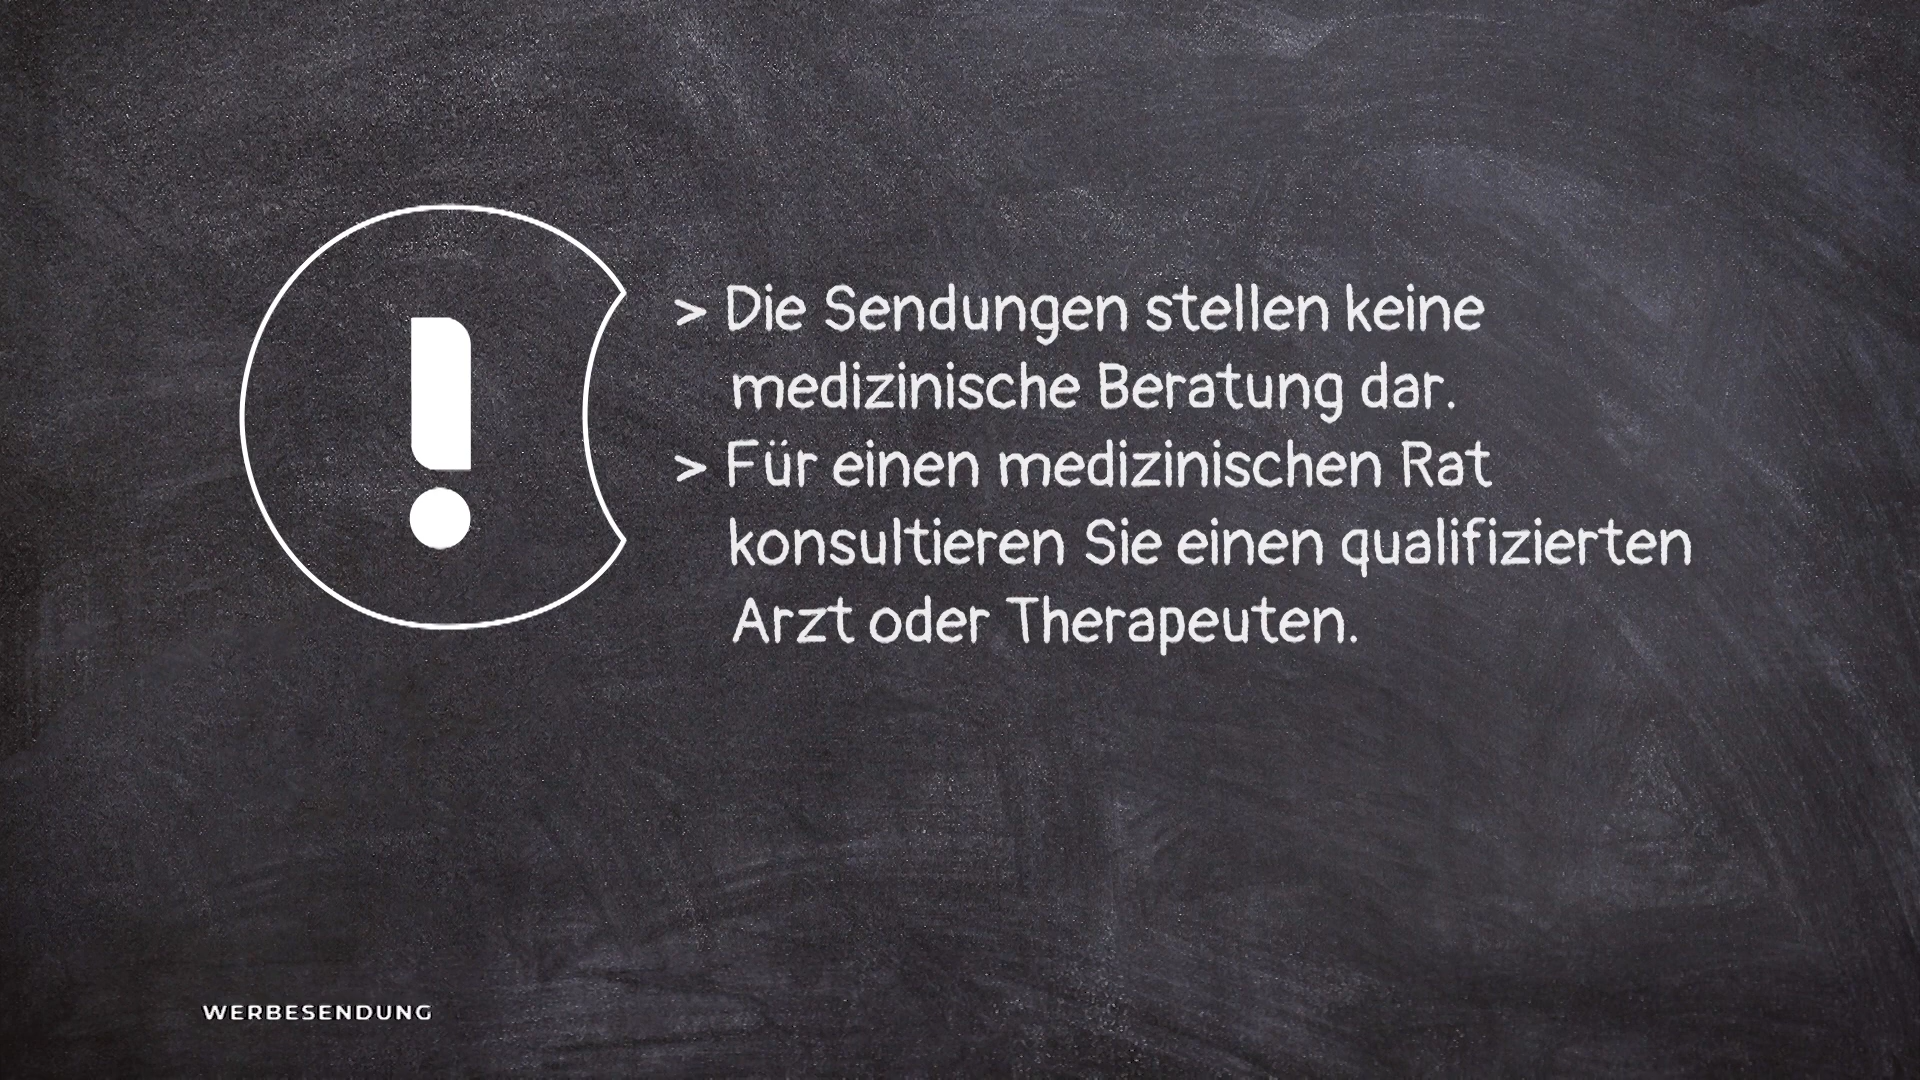 > Die Sendungen stellen keine
medizinische Beratung dar.
> Für einen medizinischen Rat
konsultieren Sie einen qualifizierten
Arzt oder Therapeuten.
WERBESENDUNG